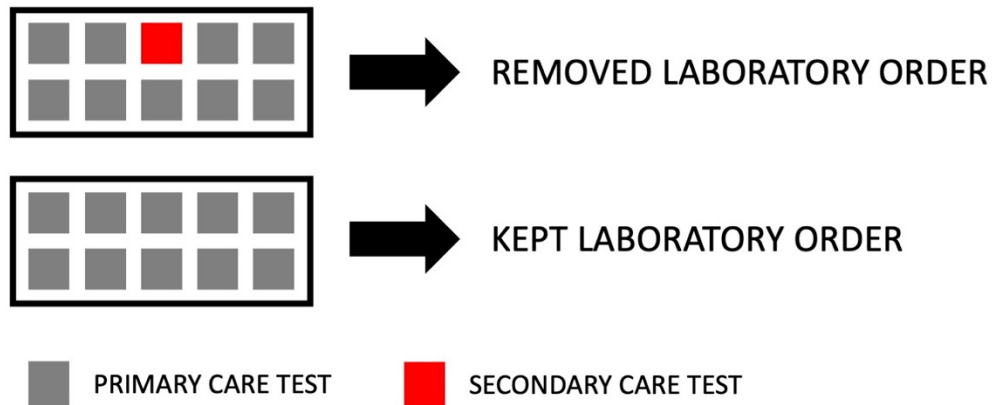 REMOVED LABORATORY ORDER
KEPT LABORATORY ORDER
PRIMARY CARE TEST
SECONDARY CARE TEST